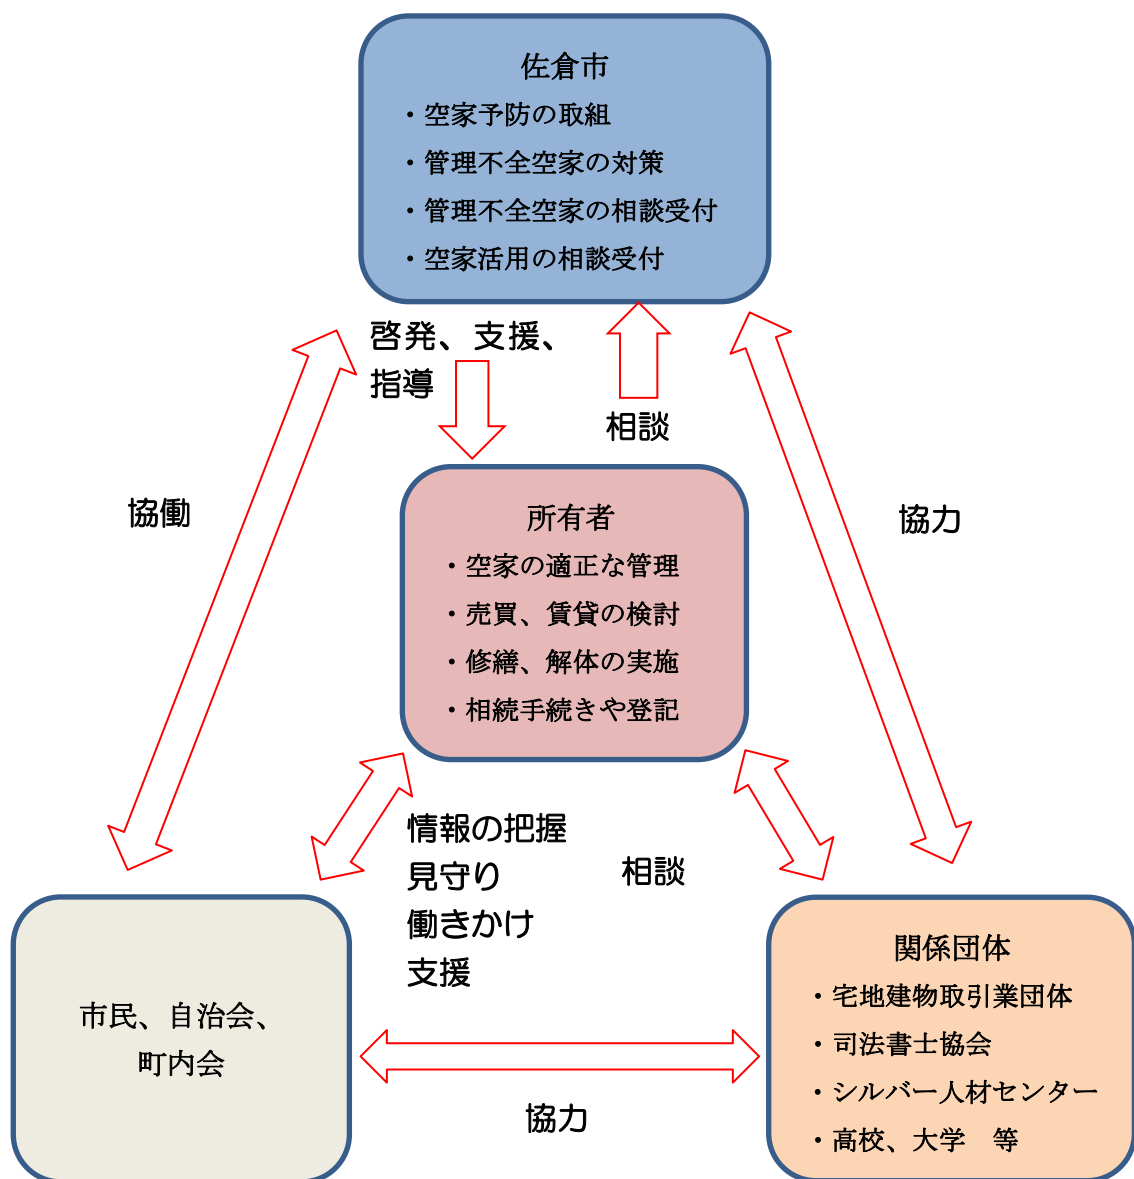 佐倉市
・空家予防の取組
・管理不全空家の対策
・管理不全空家の相談受付
・空家活用の相談受付
啓発、支援、
指導
相談
協働
協力
所有者
・空家の適正な管理
・売買、賃貸の検討
・修繕、解体の実施
・相続手続きや登記
情報の把握
見守り
働きかけ
支援
相談
市民、自治会、
町内会
関係団体
・宅地建物取引業団体
・司法書士協会
・シルバー人材センター
・高校、大学　等
協力